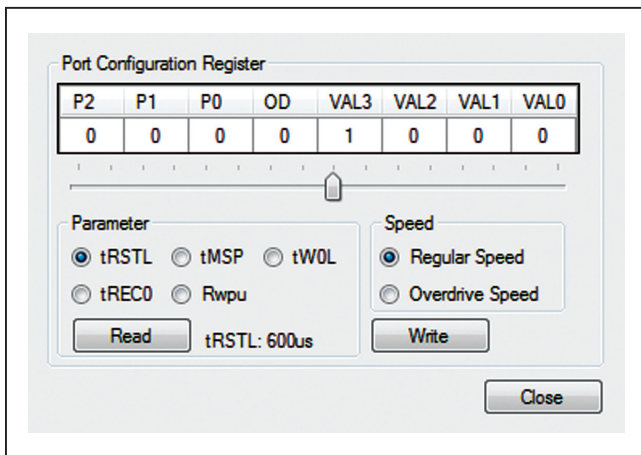 Port Configuration Register
P2 P1 P0 OD VAL3 VAL2 VAL1 VAL0
0 0 0 0 1 0 0 0
Parameter
tRSTL tMSP tW0L
tREC0 Rwpu
Read tRSTL: 600us
Speed
Regular Speed
Overdrive Speed
Write
Close